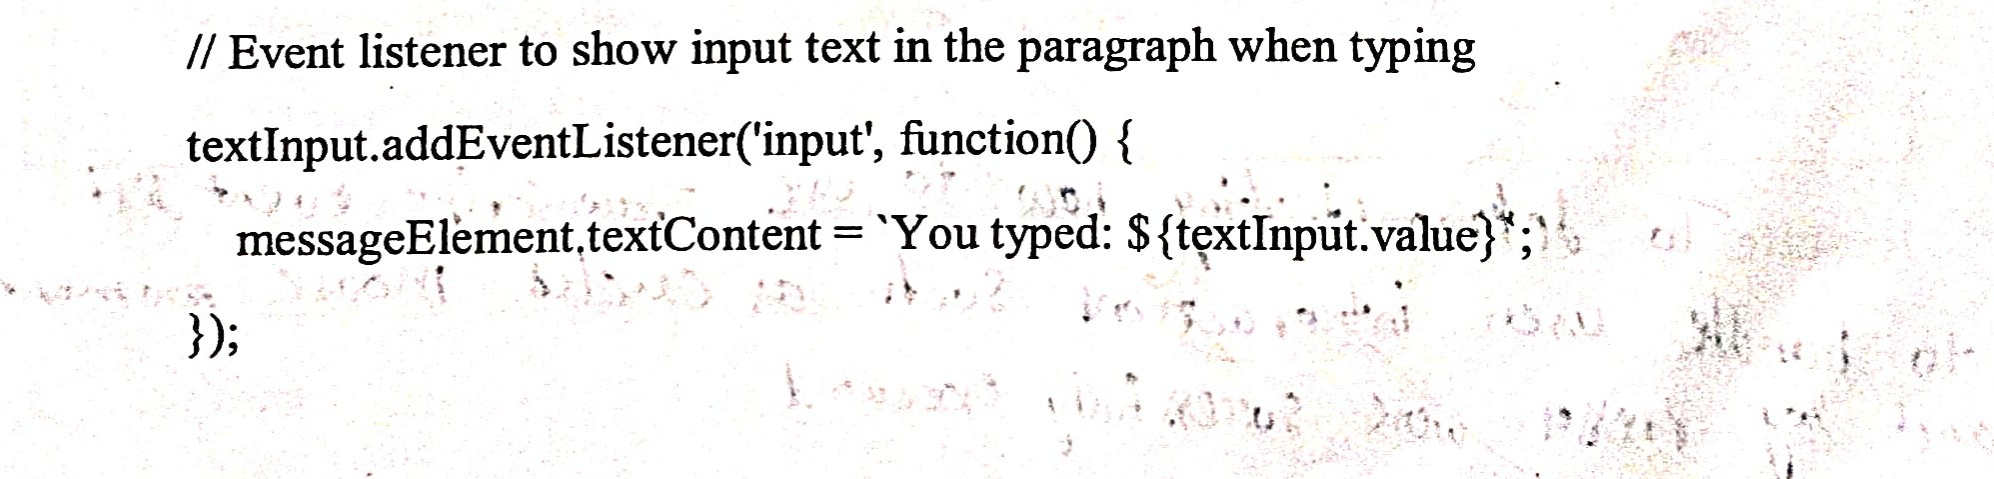 // Event listener to show input text in the paragraph when typing
textInput.addEventListener('input', function() {
messageElement.textContent = `You typed: ${textInput.value}`;
});